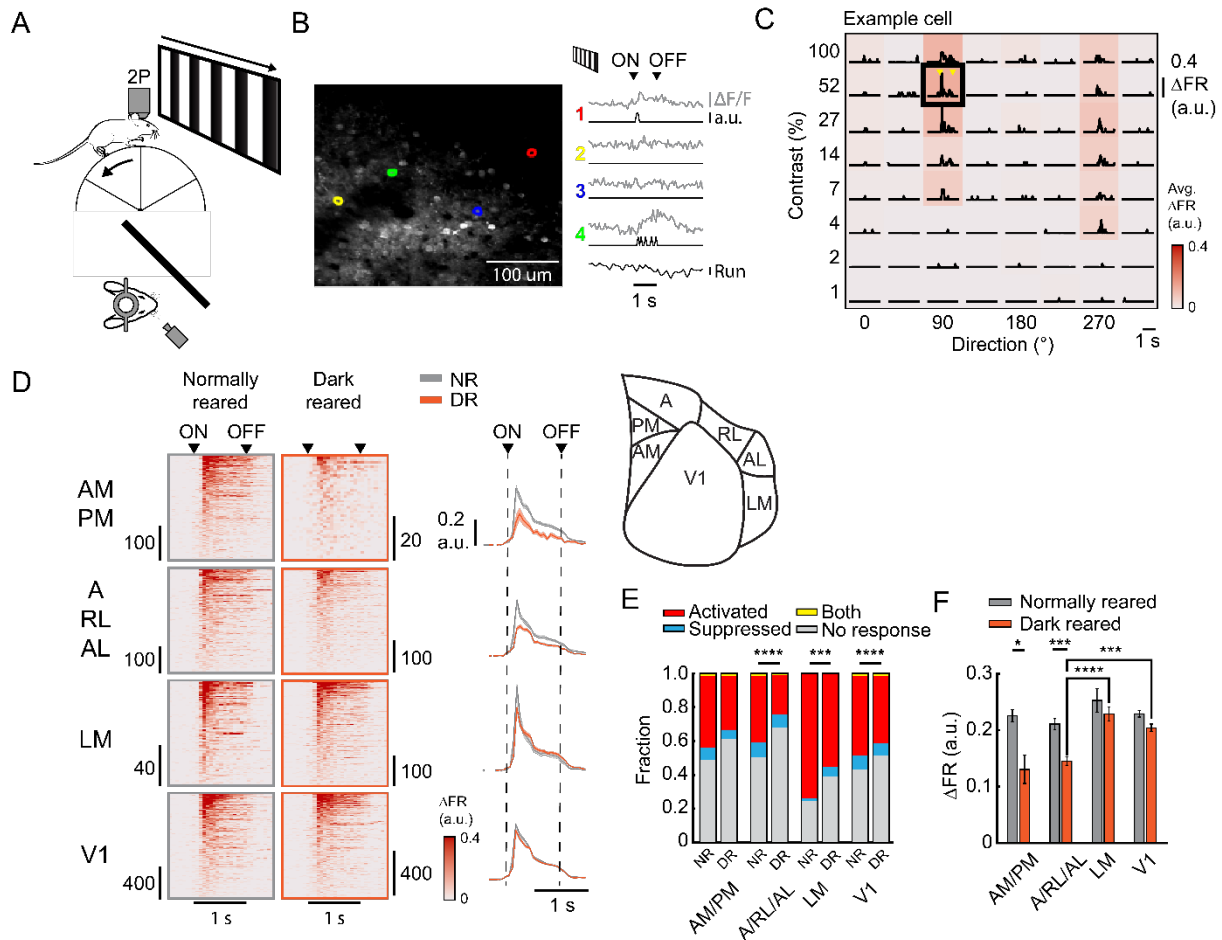 A
2P
B
ON OFF
ΔF/F
a.u.
1
2
3
4
Run
100 um
1 s
C
Example cell
100
52
27
14
7
4
2
1
Contrast (%)
0 90 180 270
Direction (°)
1 s
0.4
ΔFR
(a.u.)
Avg.
ΔFR
(a.u.)
0.4
0
D
Normally
reared
Dark
reared
NR
DR
ON OFF
ON OFF
AM
PM
100
20
0.2
a.u.
A
RL
AL
100
100
LM
40
100
V1
400
400
ΔFR
(a.u.)
0.4
0
1 s
1 s
1 s
A
PM
AM
RL
AL
V1
LM
E
Activated
Both
Suppressed
No response
**** *** ****
1.0
0.8
0.6
0.4
0.2
0
Fraction
NR DR NR DR NR DR NR DR
AM/PM A/RL/AL LM V1
F
Normally reared
Dark reared
* *** **** ***
0.3
0.2
0.1
0
ΔFR (a.u.)
AM/PM A/RL/AL LM V1